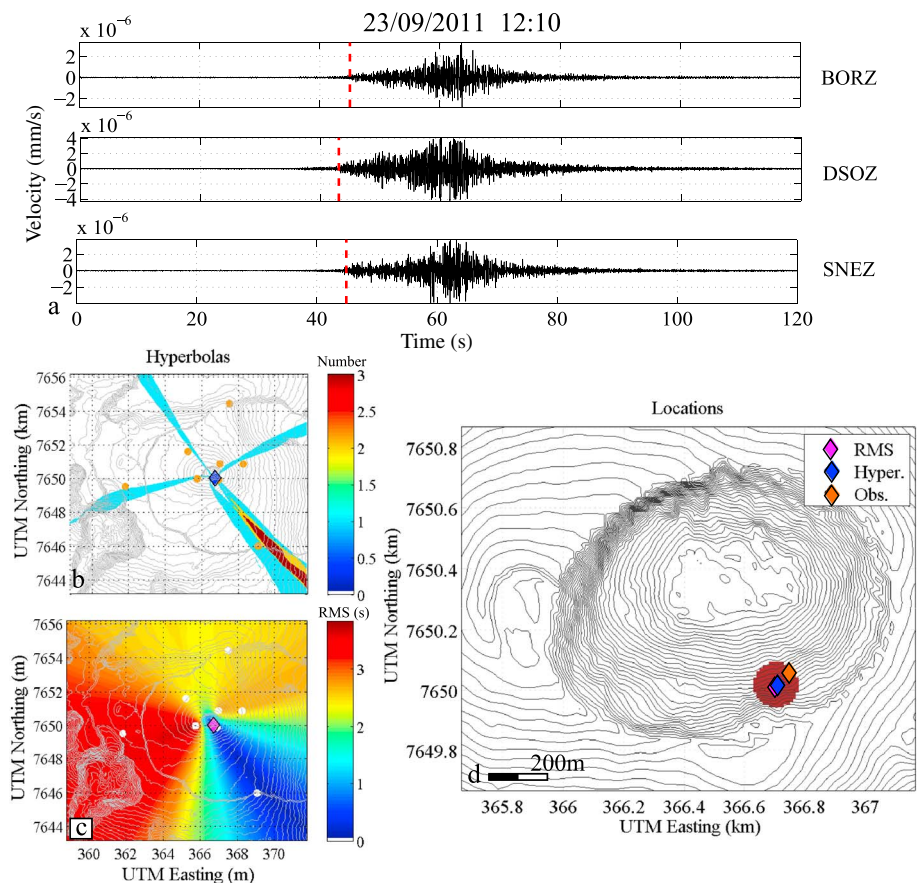 23/09/2011 12:10
x 10⁻⁶
2
0
−2
BORZ
x 10⁻⁶
4
2
0
−2
−4
DSOZ
x 10⁻⁶
2
0
−2
SNEZ
Velocity (mm/s)
a
0 20 40 60 80 100 120
Time (s)
Hyperbolas
Number
7656
7654
7652
7650
7648
7646
7644
UTM Northing (km)
b
3
2.5
2
1.5
1
0.5
0
RMS (s)
7656
7654
7652
7650
7648
7646
7644
UTM Northing (m)
c
3
2
1
0
360 362 364 366 368 370
UTM Easting (m)
Locations
RMS
Hyper.
Obs.
7650.8
7650.6
7650.4
7650.2
7650
7649.8
UTM Northing (km)
d
200m
365.8 366 366.2 366.4 366.6 366.8 367
UTM Easting (km)